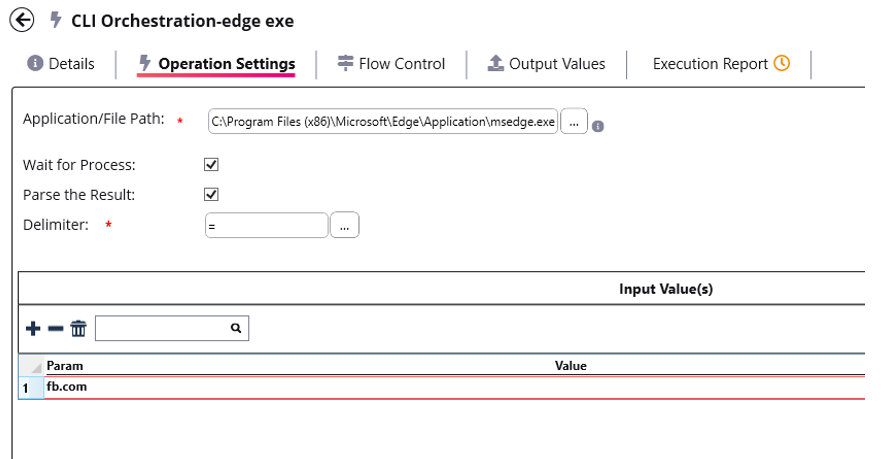 CLI Orchestration-edge exe
Details
Operation Settings
Flow Control
Output Values
Execution Report
Application/File Path: * C:\Program Files (x86)\Microsoft\Edge\Application\msedge.exe ...
Wait for Process:
Parse the Result:
Delimiter: * = ...
Input Value(s)
Param Value
1 fb.com